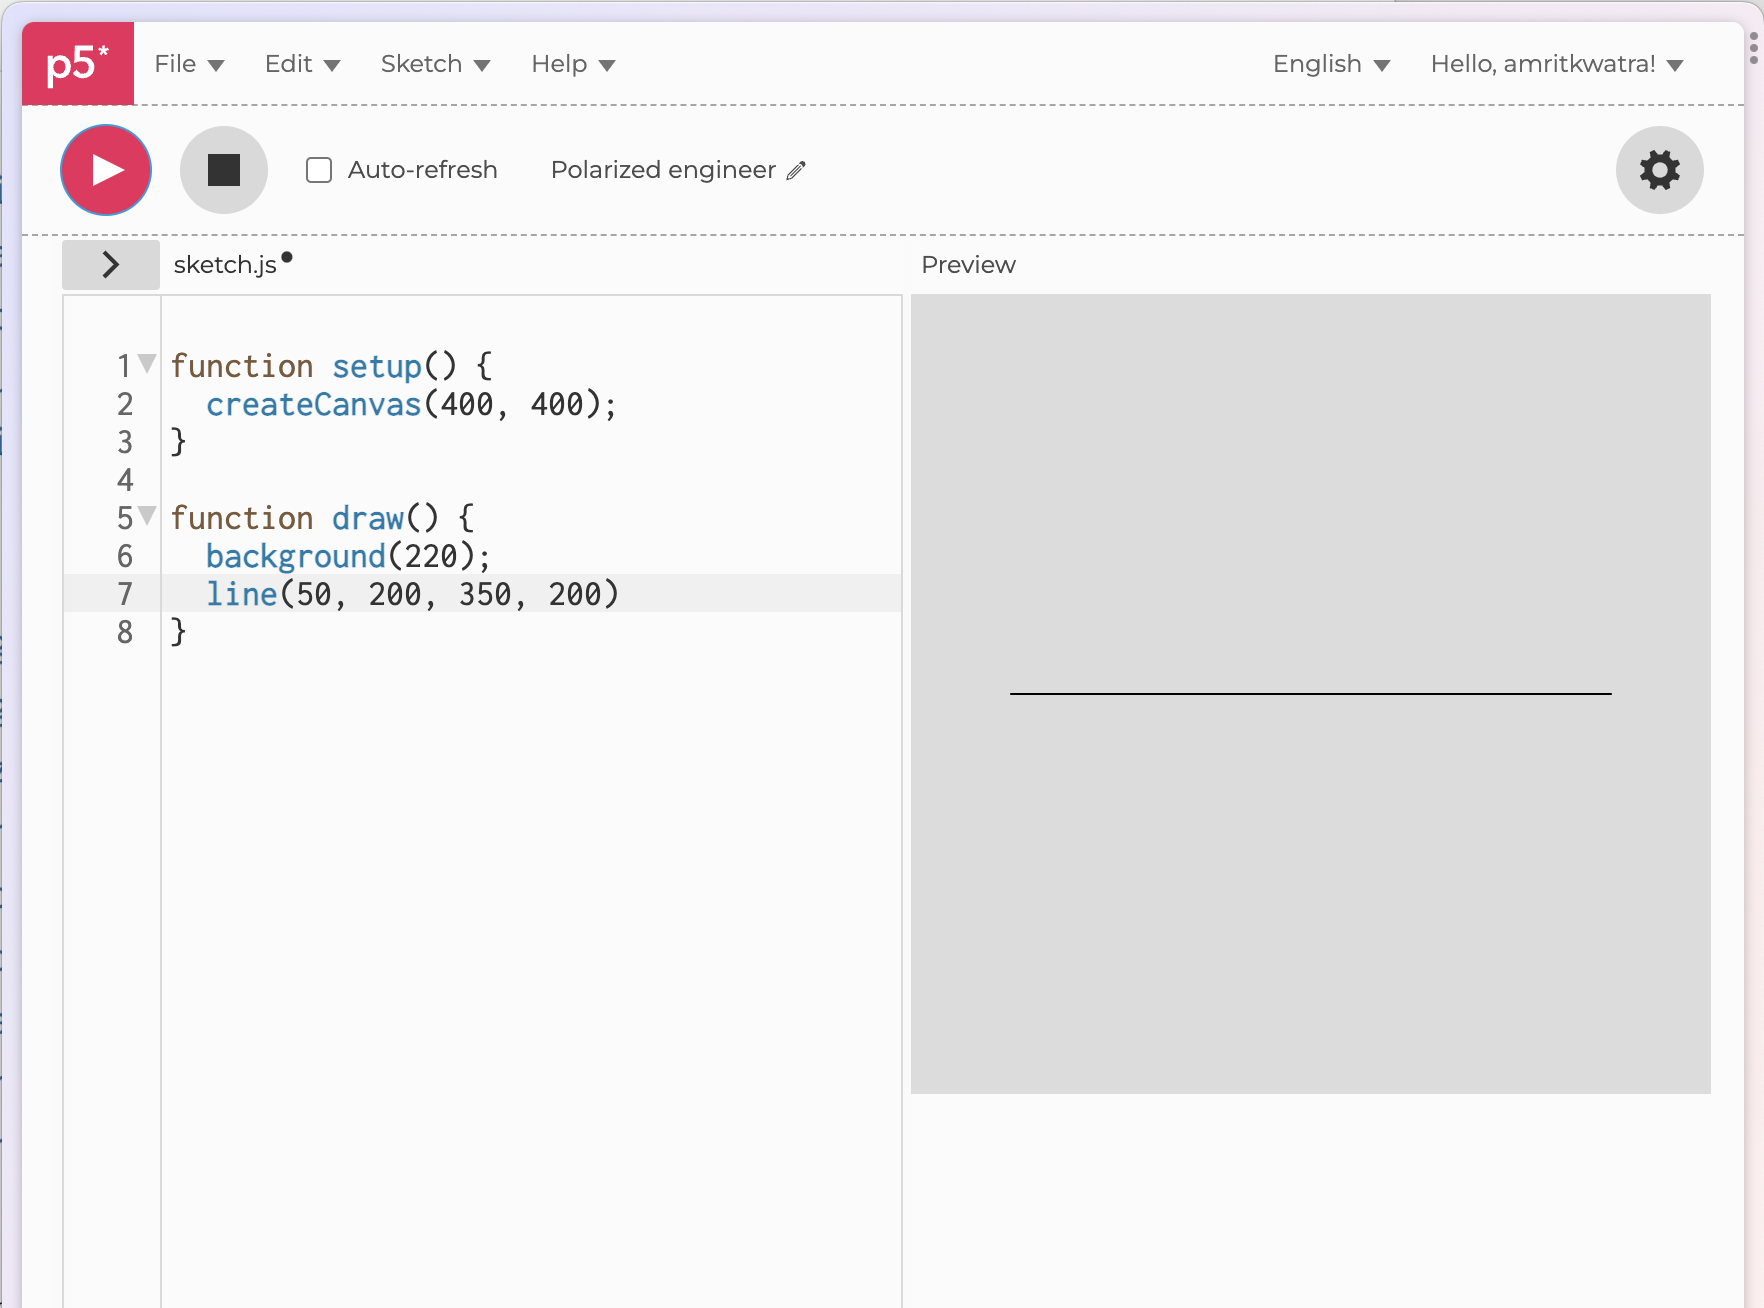 p5*
File Edit Sketch Help English Hello, amritkwatra!
Auto-refresh Polarized engineer
sketch.js
Preview
1 function setup() {
2   createCanvas(400, 400);
3 }
4
5 function draw() {
6   background(220);
7   line(50, 200, 350, 200)
8 }